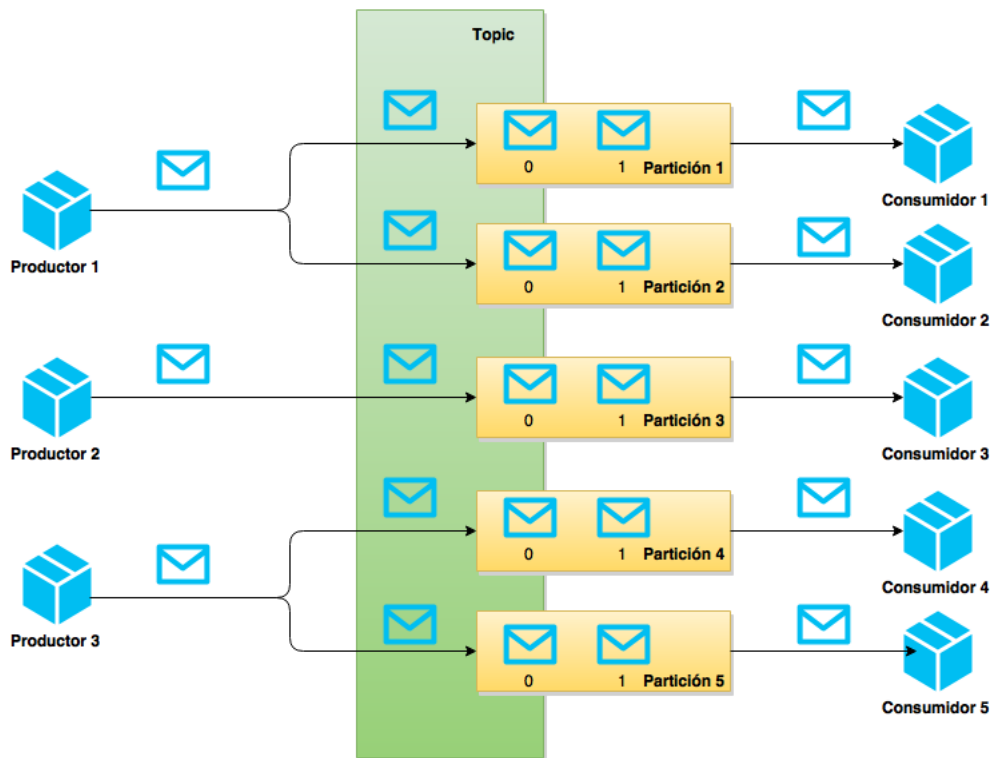 Topic
0 1 Partición 1
Consumidor 1
Productor 1
0 1 Partición 2
Consumidor 2
0 1 Partición 3
Productor 2
Consumidor 3
0 1 Partición 4
Consumidor 4
Productor 3
0 1 Partición 5
Consumidor 5